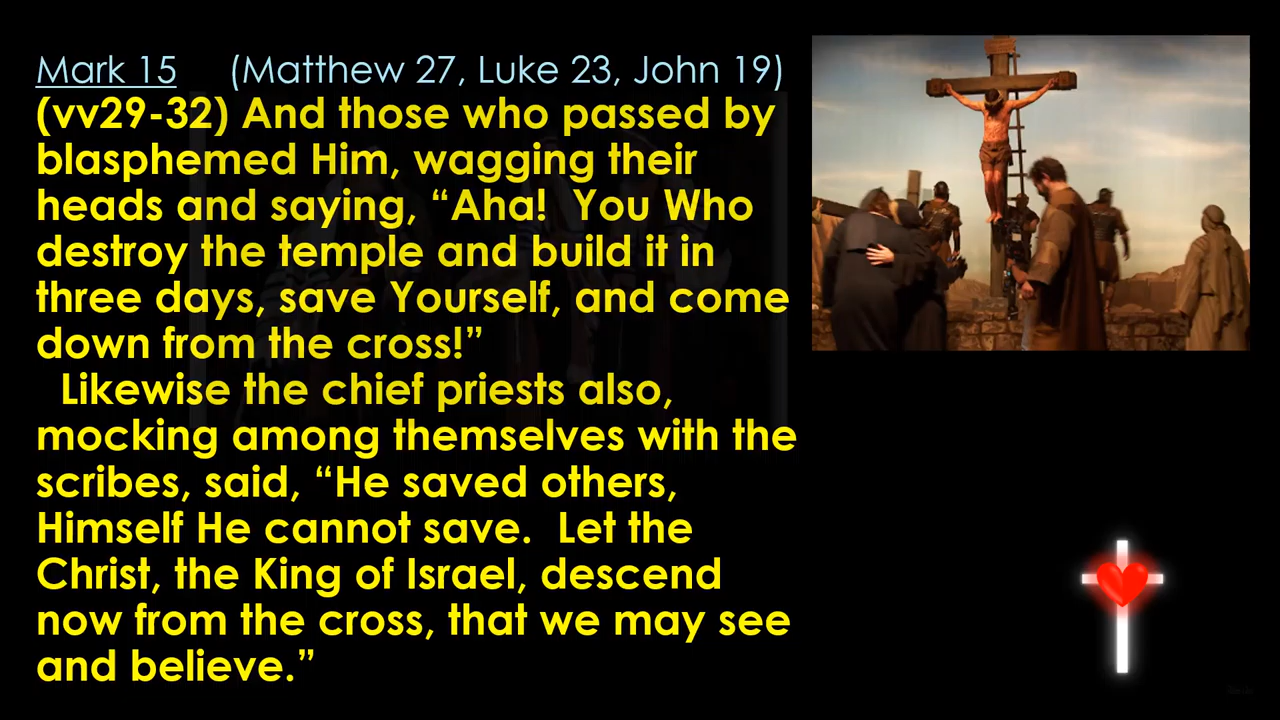 Mark 15 (Matthew 27, Luke 23, John 19)
(vv29-32) And those who passed by
blasphemed Him, wagging their
heads and saying, “Aha!  You Who
destroy the temple and build it in
three days, save Yourself, and come
down from the cross!”
Likewise the chief priests also,
mocking among themselves with the
scribes, said, “He saved others,
Himself He cannot save.  Let the
Christ, the King of Israel, descend
now from the cross, that we may see
and believe.”